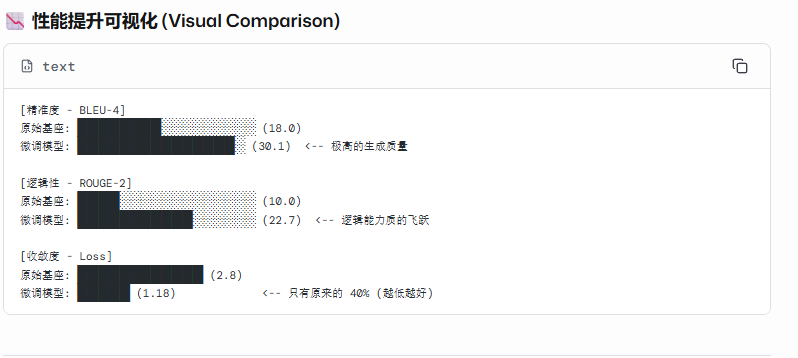 性能提升可视化 (Visual Comparison)
text
[精准度 - BLEU-4]
原始基座: ████████░░░░░░░░░ (18.0)
微调模型: ███████████████░ (30.1)  <-- 极高的生成质量
[逻辑性 - ROUGE-2]
原始基座: ████░░░░░░░░░░░░░ (10.0)
微调模型: ███████████░░░░░░ (22.7)  <-- 逻辑能力质的飞跃
[收敛度 - Loss]
原始基座: ████████████ (2.8)
微调模型: █████ (1.18)             <-- 只有原来的 40% (越低越好)